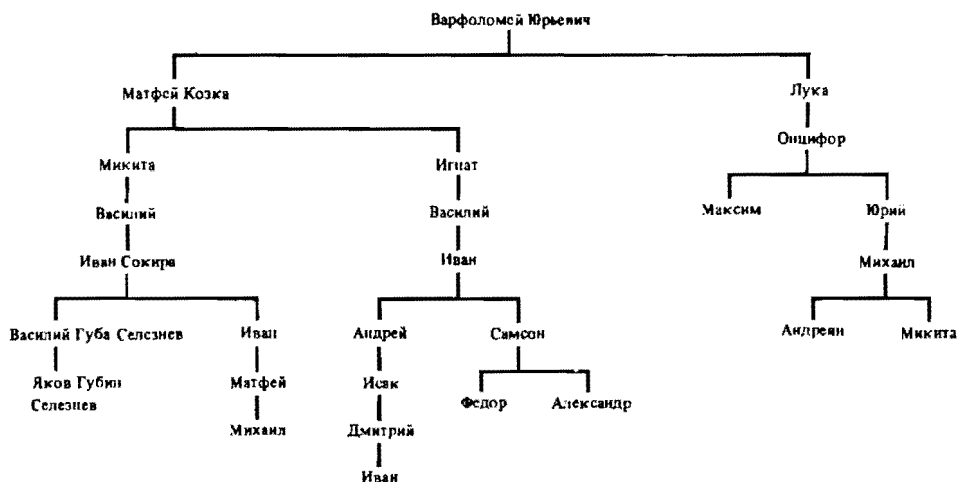 Варфоломей Юрьевич
Матфей Козка
Лука
Онцифор
Микита
Игнат
Максим
Юрий
Василий
Василий
Иван Сокира
Иван
Михаил
Василий Губа Селезнев
Иван
Андрей
Самсон
Андреян
Микита
Яков Губин
Селезнев
Матфей
Исак
Федор
Александр
Михаил
Дмитрий
Иван